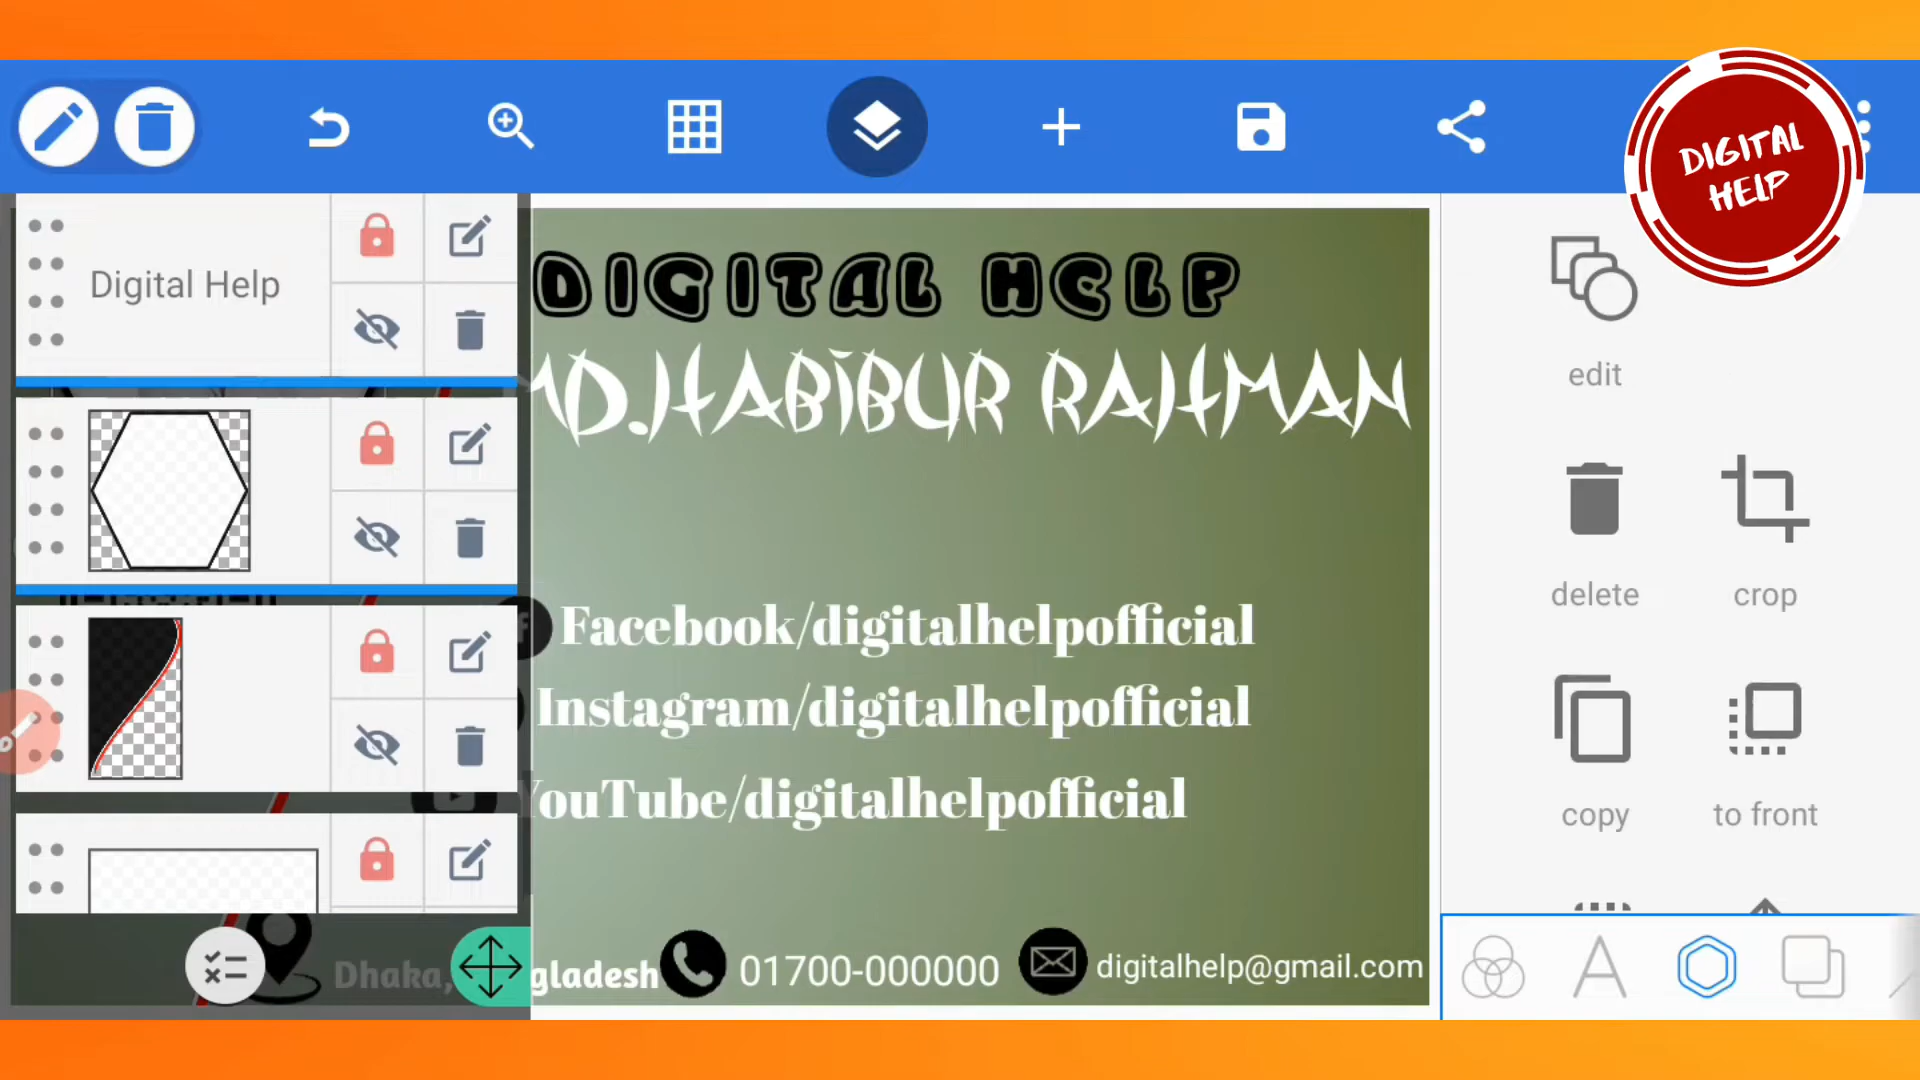 DIGITAL
HELP
Digital Help
DIGITAL HELP
MD.HABIBUR RAHMAN
edit
delete
crop
Facebook/digitalhelpofficial
Instagram/digitalhelpofficial
YouTube/digitalhelpofficial
copy
to front
Dhaka,
gladesh
01700-000000
digitalhelp@gmail.com